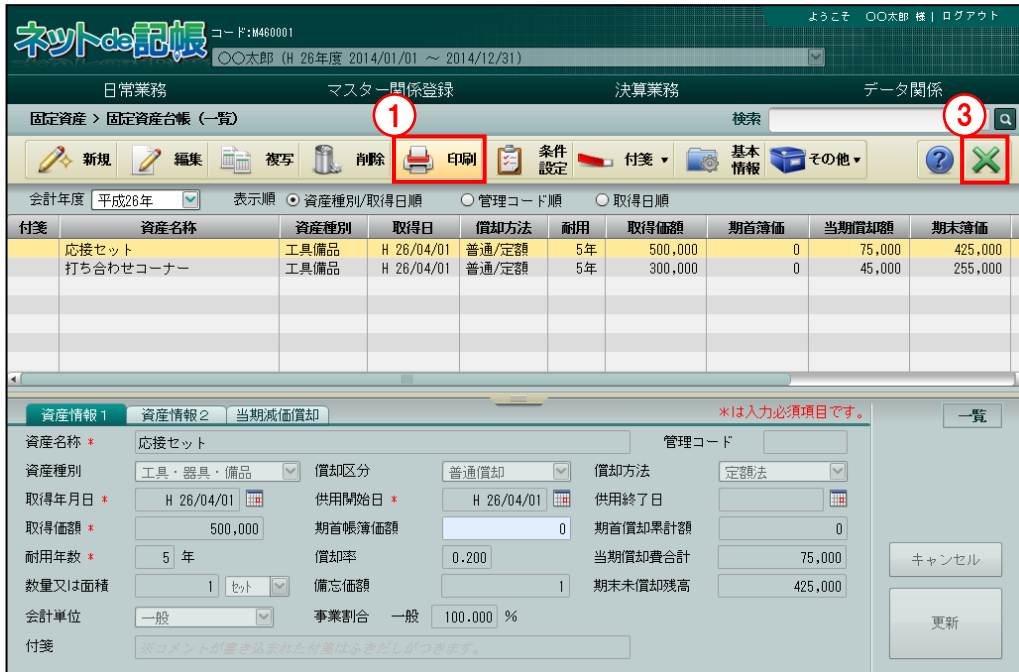 ようこそ 〇〇太郎 様 | ログアウト
ネットde記帳 コード:M460001
〇〇太郎 (H 26年度 2014/01/01 ～ 2014/12/31)
日常業務 マスター関係登録 決算業務 データ関係
固定資産 > 固定資産台帳 (一覧) ① 検索 ③
新規 編集 複写 削除 印刷 条件設定 付箋 基本情報 その他 ?
会計年度 平成26年 表示順 資産種別/取得日順 管理コード順 取得日順
付箋 資産名称 資産種別 取得日 償却方法 耐用 取得価額 期首簿価 当期償却額 期末簿価
応接セット 工具備品 H 26/04/01 普通/定額 5年 500,000 0 75,000 425,000
打ち合わせコーナー 工具備品 H 26/04/01 普通/定額 5年 300,000 0 45,000 255,000
資産情報1 資産情報2 当期減価償却 *は入力必須項目です。 一覧
資産名称 * 応接セット 管理コード
資産種別 工具・器具・備品 償却区分 普通償却 償却方法 定額法
取得年月日 * H 26/04/01 供用開始日 * H 26/04/01 供用終了日
取得価額 * 500,000 期首帳簿価額 0 期首償却累計額 0
耐用年数 * 5 年 償却率 0.200 当期償却費合計 75,000 キャンセル
数量又は面積 1 セット 備忘価額 1 期末未償却残高 425,000
会計単位 一般 事業割合 一般 100.000 % 更新
付箋 ※コメントが書き込まれた付箋はふきだしがつきます。